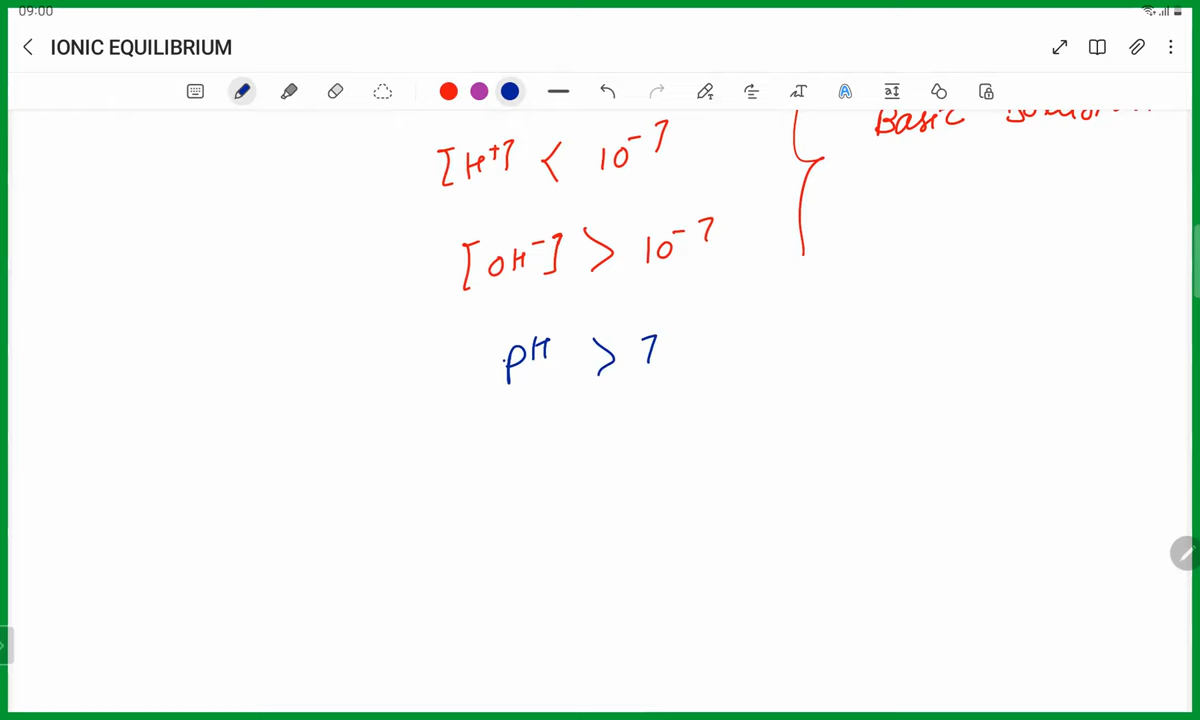 09:00
IONIC EQUILIBRIUM
Basic
[H+] < 10-7
[OH-] > 10-7
pH > 7